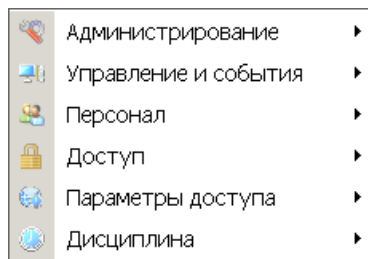 Администрирование
Управление и события
Персонал
Доступ
Параметры доступа
Дисциплина